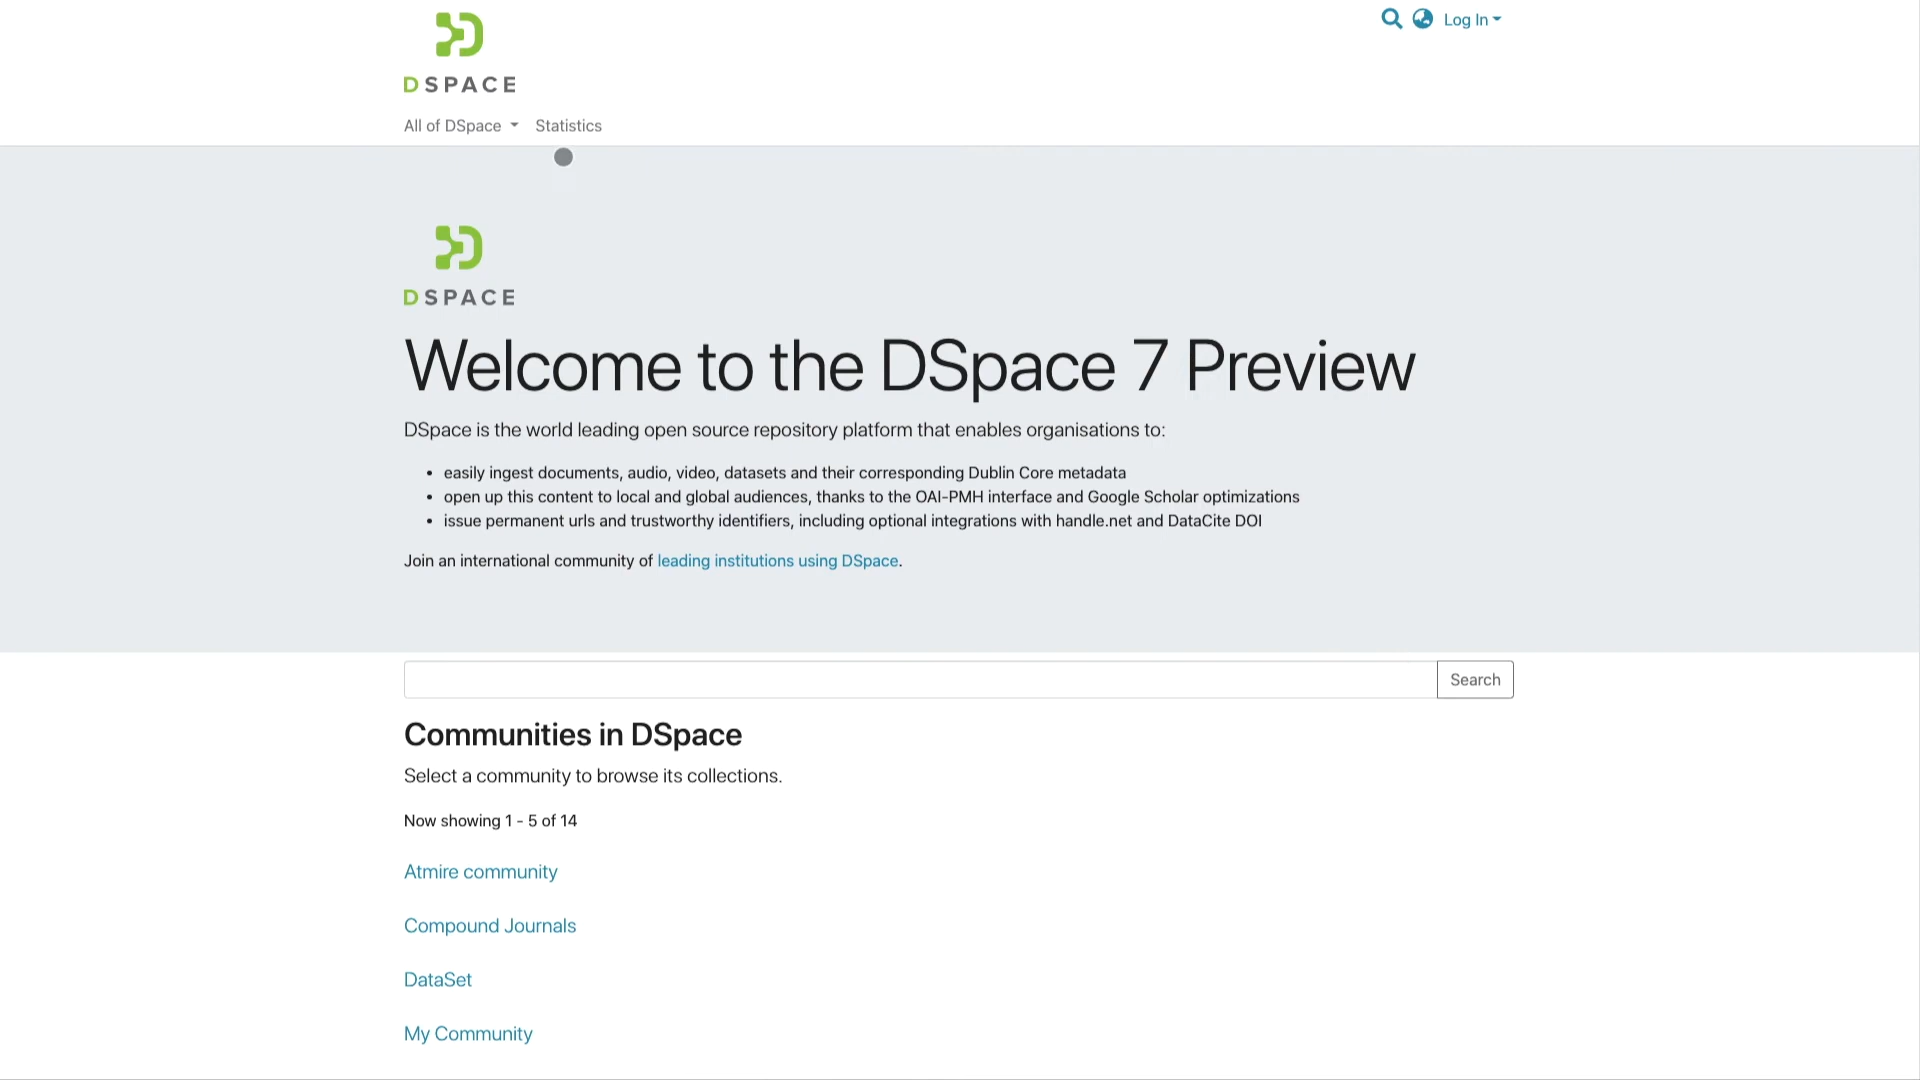 DSPACE
Log In
All of DSpace
Statistics
DSPACE
Welcome to the DSpace 7 Preview
DSpace is the world leading open source repository platform that enables organisations to:
• easily ingest documents, audio, video, datasets and their corresponding Dublin Core metadata
• open up this content to local and global audiences, thanks to the OAI-PMH interface and Google Scholar optimizations
• issue permanent urls and trustworthy identifiers, including optional integrations with handle.net and DataCite DOI
Join an international community of leading institutions using DSpace.
Search
Communities in DSpace
Select a community to browse its collections.
Now showing 1 - 5 of 14
Atmire community
Compound Journals
DataSet
My Community